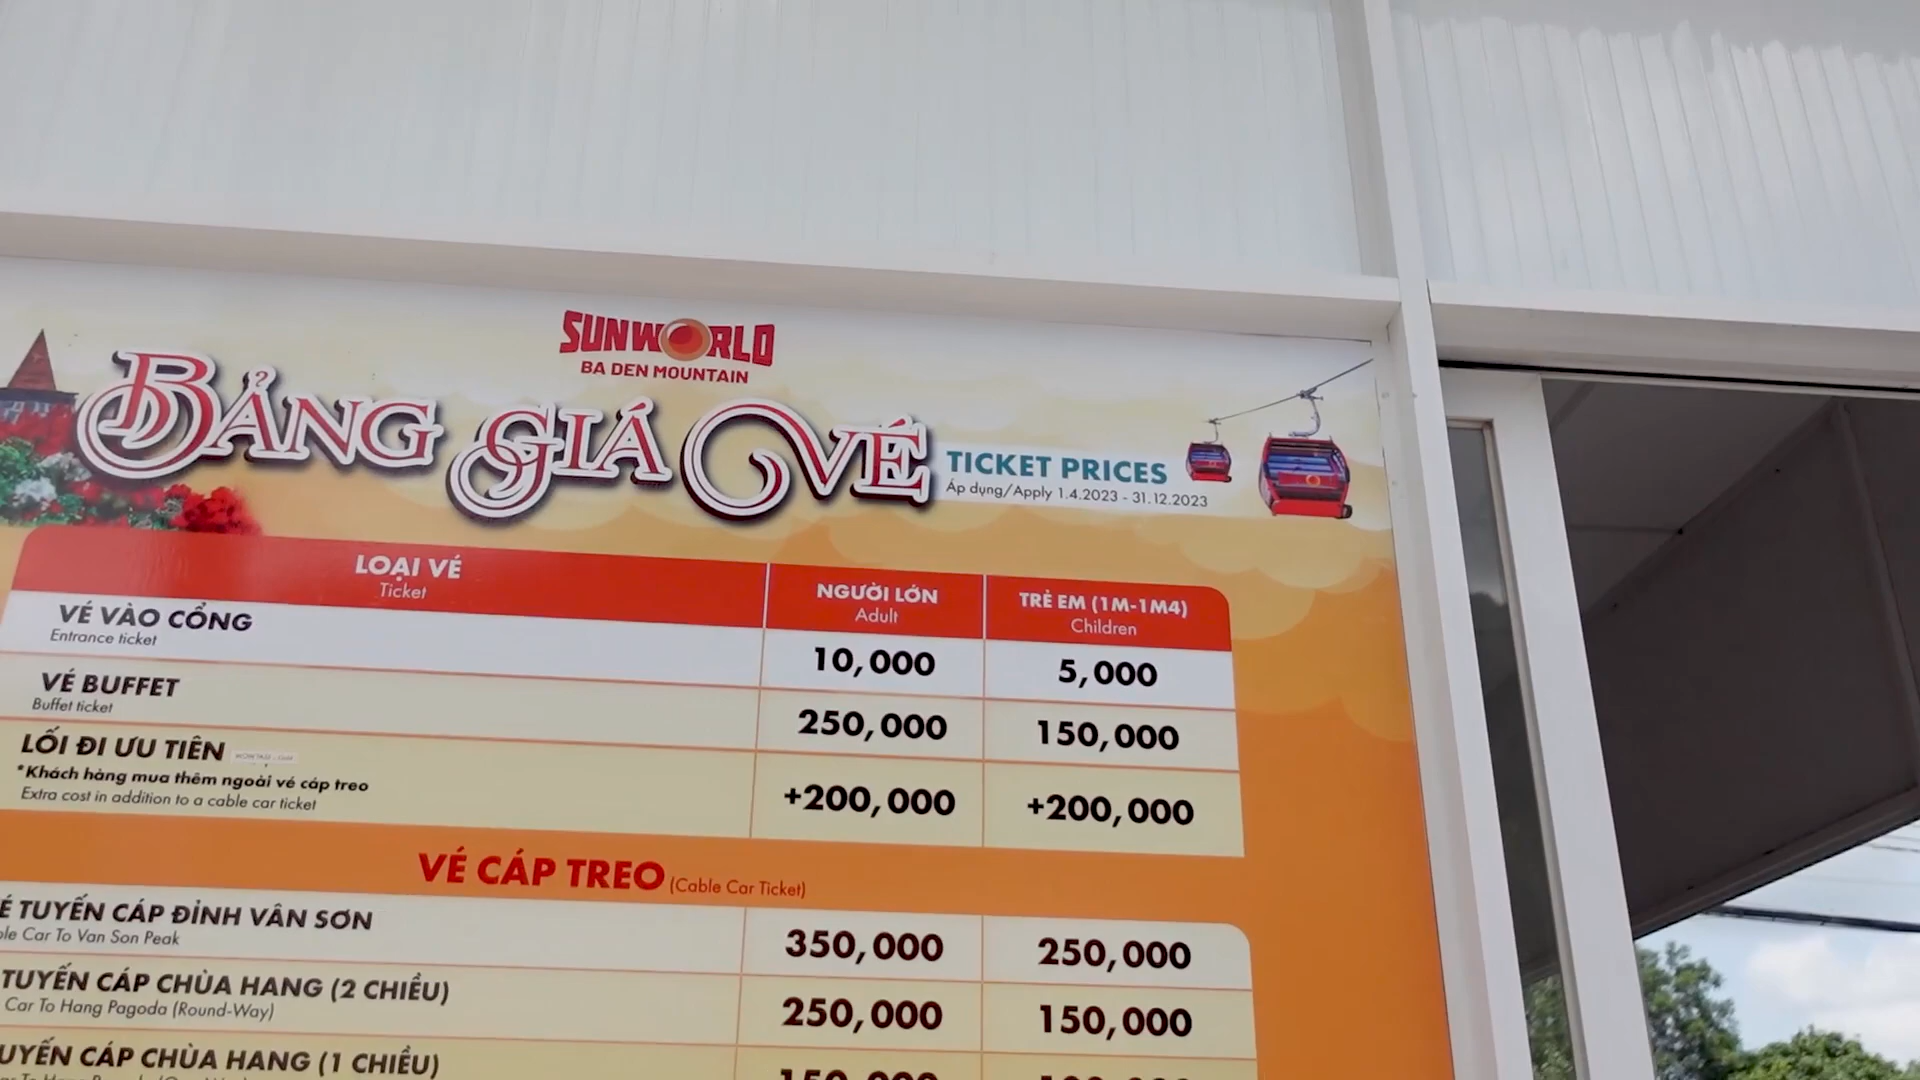 SUNWORLD
BA DEN MOUNTAIN
BẢNG GIÁ VÉ
TICKET PRICES
Áp dụng/Apply 1.4.2023 - 31.12.2023
LOẠI VÉ
Ticket
NGƯỜI LỚN
Adult
TRẺ EM (1M-1M4)
Children
VÉ VÀO CỔNG
Entrance ticket
10,000
5,000
VÉ BUFFET
Buffet ticket
250,000
150,000
LỐI ĐI ƯU TIÊN
*Khách hàng mua thêm ngoài vé cáp treo
Extra cost in addition to a cable car ticket
+200,000
+200,000
VÉ CÁP TREO (Cable Car Ticket)
TUYẾN CÁP ĐỈNH VÂN SƠN
Car To Van Son Peak
350,000
250,000
TUYẾN CÁP CHÙA HANG (2 CHIỀU)
Car To Hang Pagoda (Round-Way)
250,000
150,000
CÁP CHÙA HANG (1 CHIỀU)